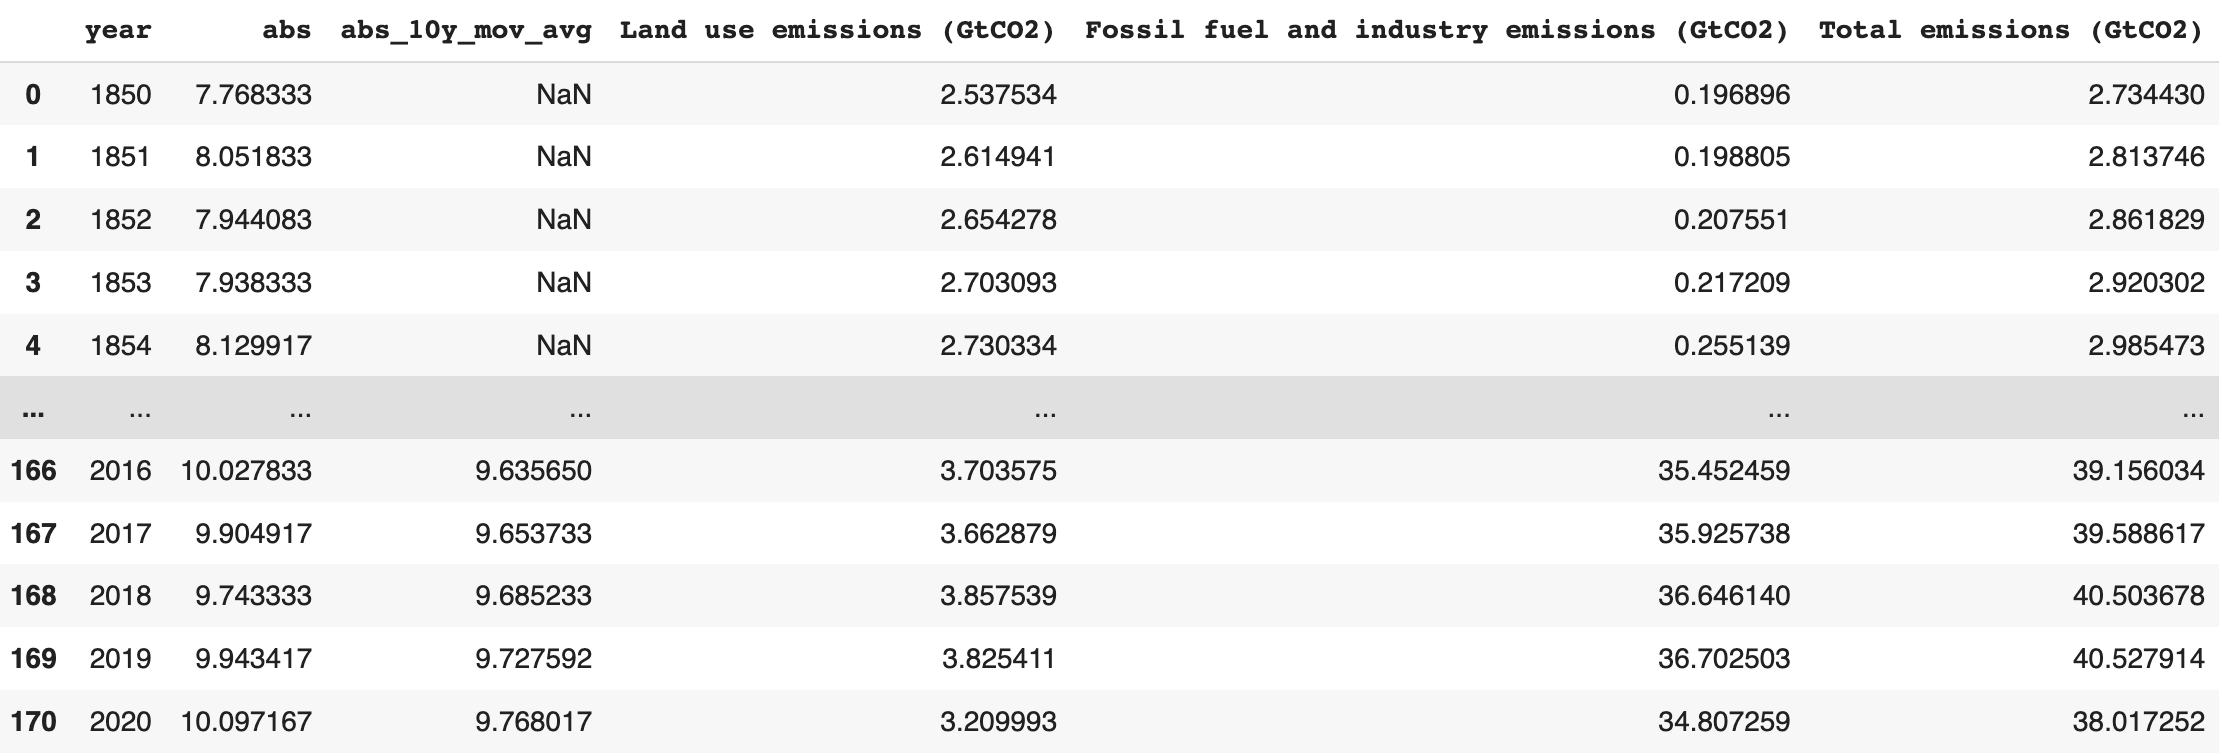 year abs abs_10y_mov_avg Land use emissions (GtCO2) Fossil fuel and industry emissions (GtCO2) Total emissions (GtCO2)
0 1850 7.768333 NaN 2.537534 0.196896 2.734430
1 1851 8.051833 NaN 2.614941 0.198805 2.813746
2 1852 7.944083 NaN 2.654278 0.207551 2.861829
3 1853 7.938333 NaN 2.703093 0.217209 2.920302
4 1854 8.129917 NaN 2.730334 0.255139 2.985473
... ... ... ... ... ... ...
166 2016 10.027833 9.635650 3.703575 35.452459 39.156034
167 2017 9.904917 9.653733 3.662879 35.925738 39.588617
168 2018 9.743333 9.685233 3.857539 36.646140 40.503678
169 2019 9.943417 9.727592 3.825411 36.702503 40.527914
170 2020 10.097167 9.768017 3.209993 34.807259 38.017252